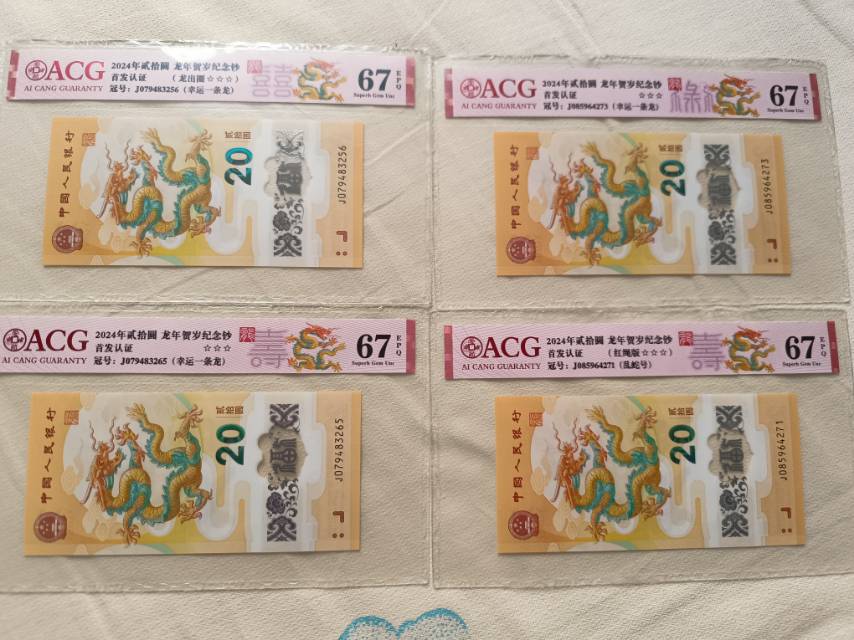 ACG
AI CANG GUARANTY
2024年贰拾圆 龙年贺岁纪念钞
首发认证 （龙出圈☆☆☆）
冠号：J079483256（幸运一条龙）
67
EPQ
Superb Gem Unc
中国人民银行
贰拾圆
20
J079483256
ACG
AI CANG GUARANTY
2024年贰拾圆 龙年贺岁纪念钞
首发认证 ☆☆☆
冠号：J085964273（幸运一条龙）
67
EPQ
Superb Gem Unc
中国人民银行
贰拾圆
20
J085964273
ACG
AI CANG GUARANTY
2024年贰拾圆 龙年贺岁纪念钞
首发认证 ☆☆☆
冠号：J079483265（幸运一条龙）
寿
67
EPQ
Superb Gem Unc
中国人民银行
贰拾圆
20
J079483265
ACG
AI CANG GUARANTY
2024年贰拾圆 龙年贺岁纪念钞
首发认证 （红绳版☆☆☆）
冠号：J085964271（乱蛇号）
67
EPQ
Superb Gem Unc
中国人民银行
贰拾圆
20
J085964271